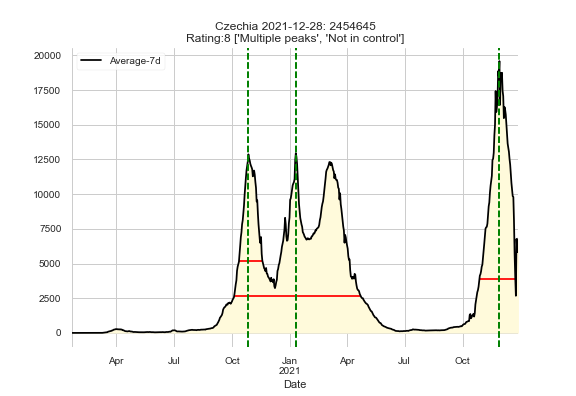 Czechia 2021-12-28: 2454645
Rating:8 ['Multiple peaks', 'Not in control']
Average-7d
20000
17500
15000
12500
10000
7500
5000
2500
0
Apr Jul Oct Jan Apr Jul Oct
2021
Date